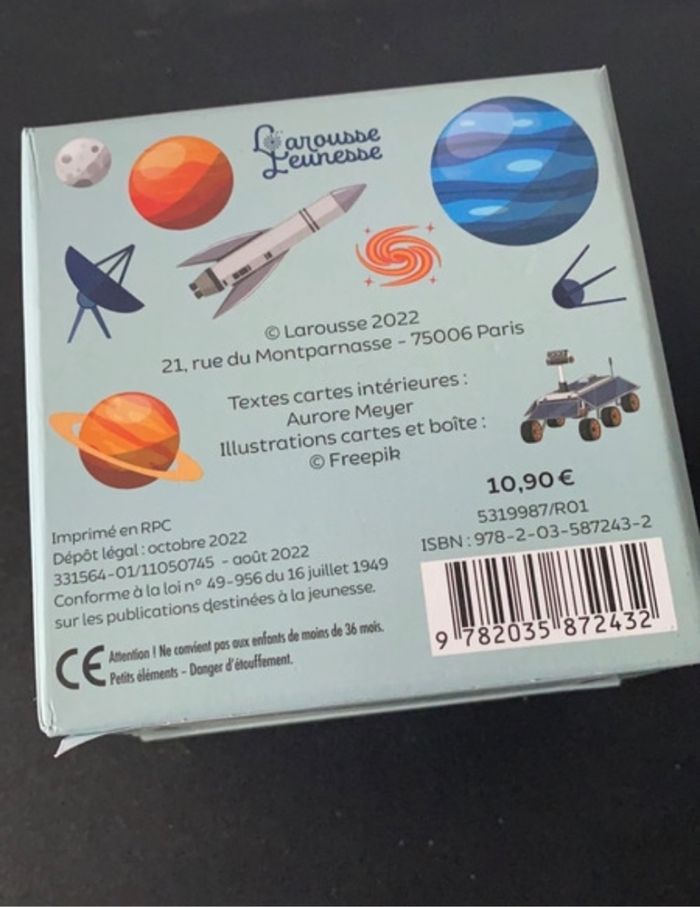 Larousse
Jeunesse
© Larousse 2022
21, rue du Montparnasse - 75006 Paris
Textes cartes intérieures :
Aurore Meyer
Illustrations cartes et boîte :
© Freepik
10,90 €
5319987/R01
ISBN : 978-2-03-587243-2
9 782035 872432
Imprimé en RPC
Dépôt légal : octobre 2022
331564-01/11050745 - août 2022
Conforme à la loi n° 49-956 du 16 juillet 1949
sur les publications destinées à la jeunesse.
CE
Attention ! Ne convient pas aux enfants de moins de 36 mois.
Petits éléments - Danger d'étouffement.